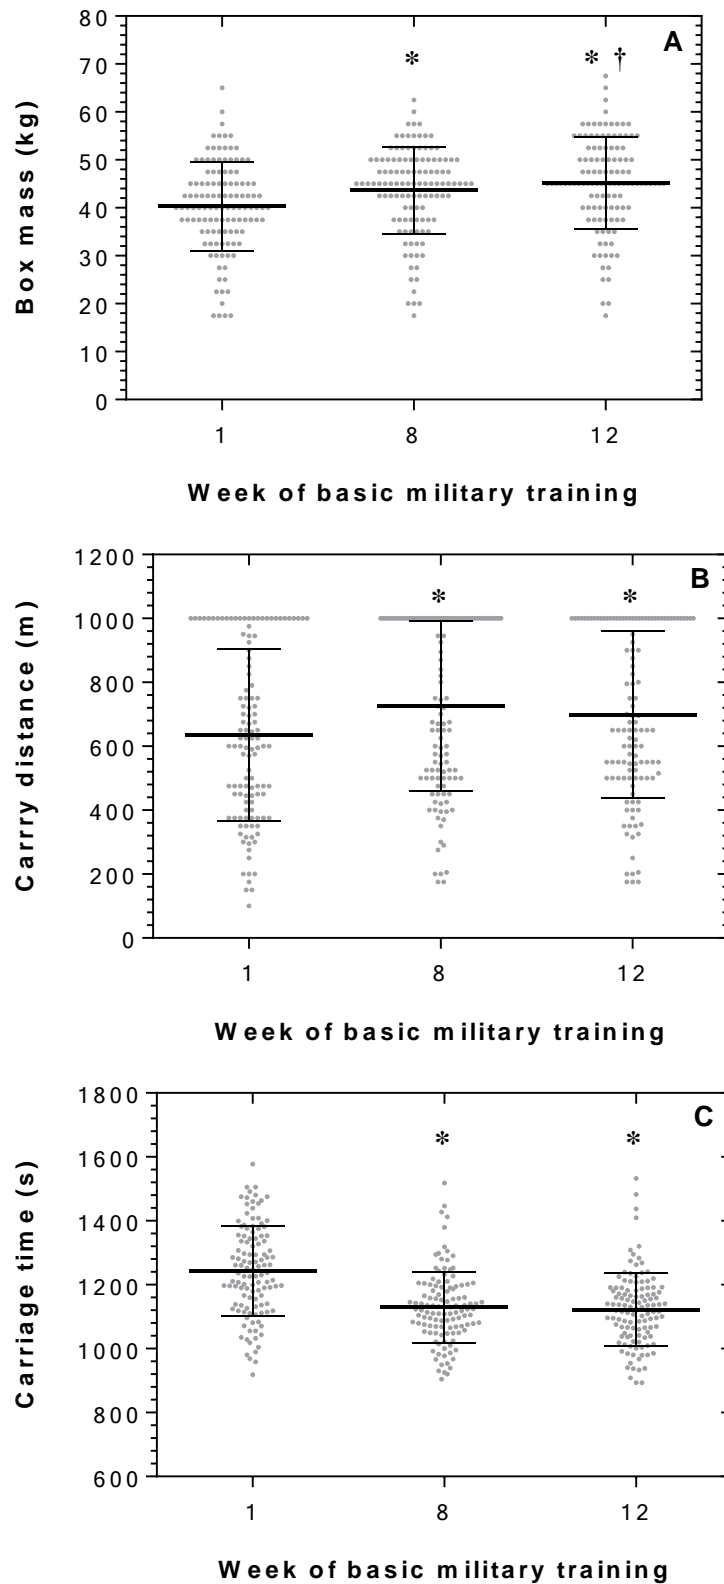 80
A
* * †
70
60
50
40
30
20
10
0
Box mass (kg)
1 8 12
Week of basic military training
1200
B
* *
1000
800
600
400
200
0
Carrry distance (m)
1 8 12
Week of basic military training
1800
C
* *
1600
1400
1200
1000
800
600
Carriage time (s)
1 8 12
Week of basic military training